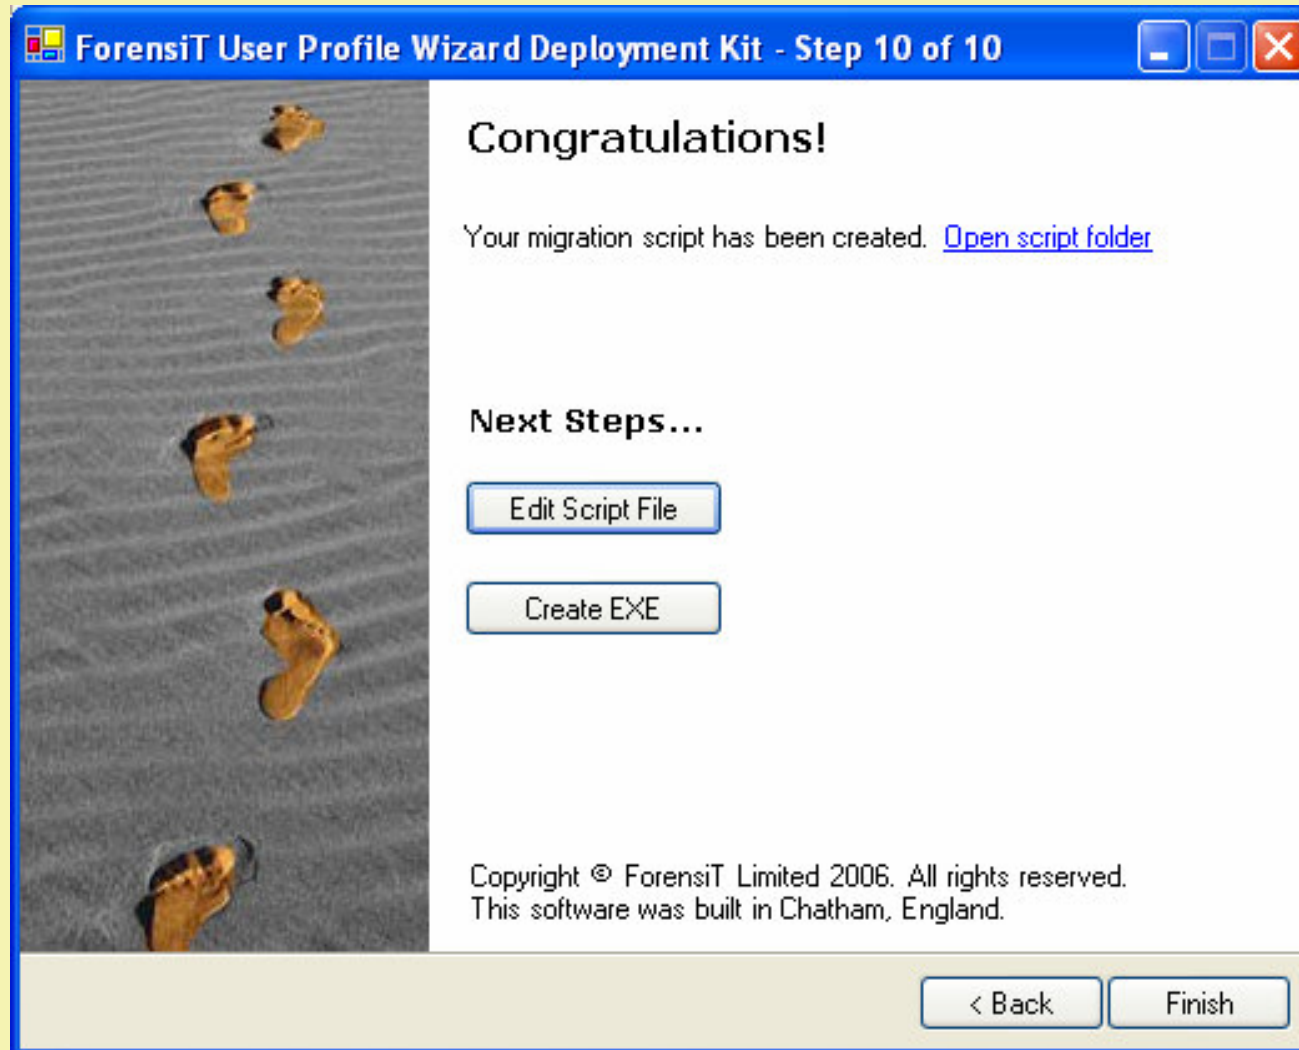 ForensiT User Profile Wizard Deployment Kit - Step 10 of 10
Congratulations!
Your migration script has been created. Open script folder
Next Steps...
Edit Script File
Create EXE
Copyright © ForensiT Limited 2006. All rights reserved.
This software was built in Chatham, England.
< Back
Finish